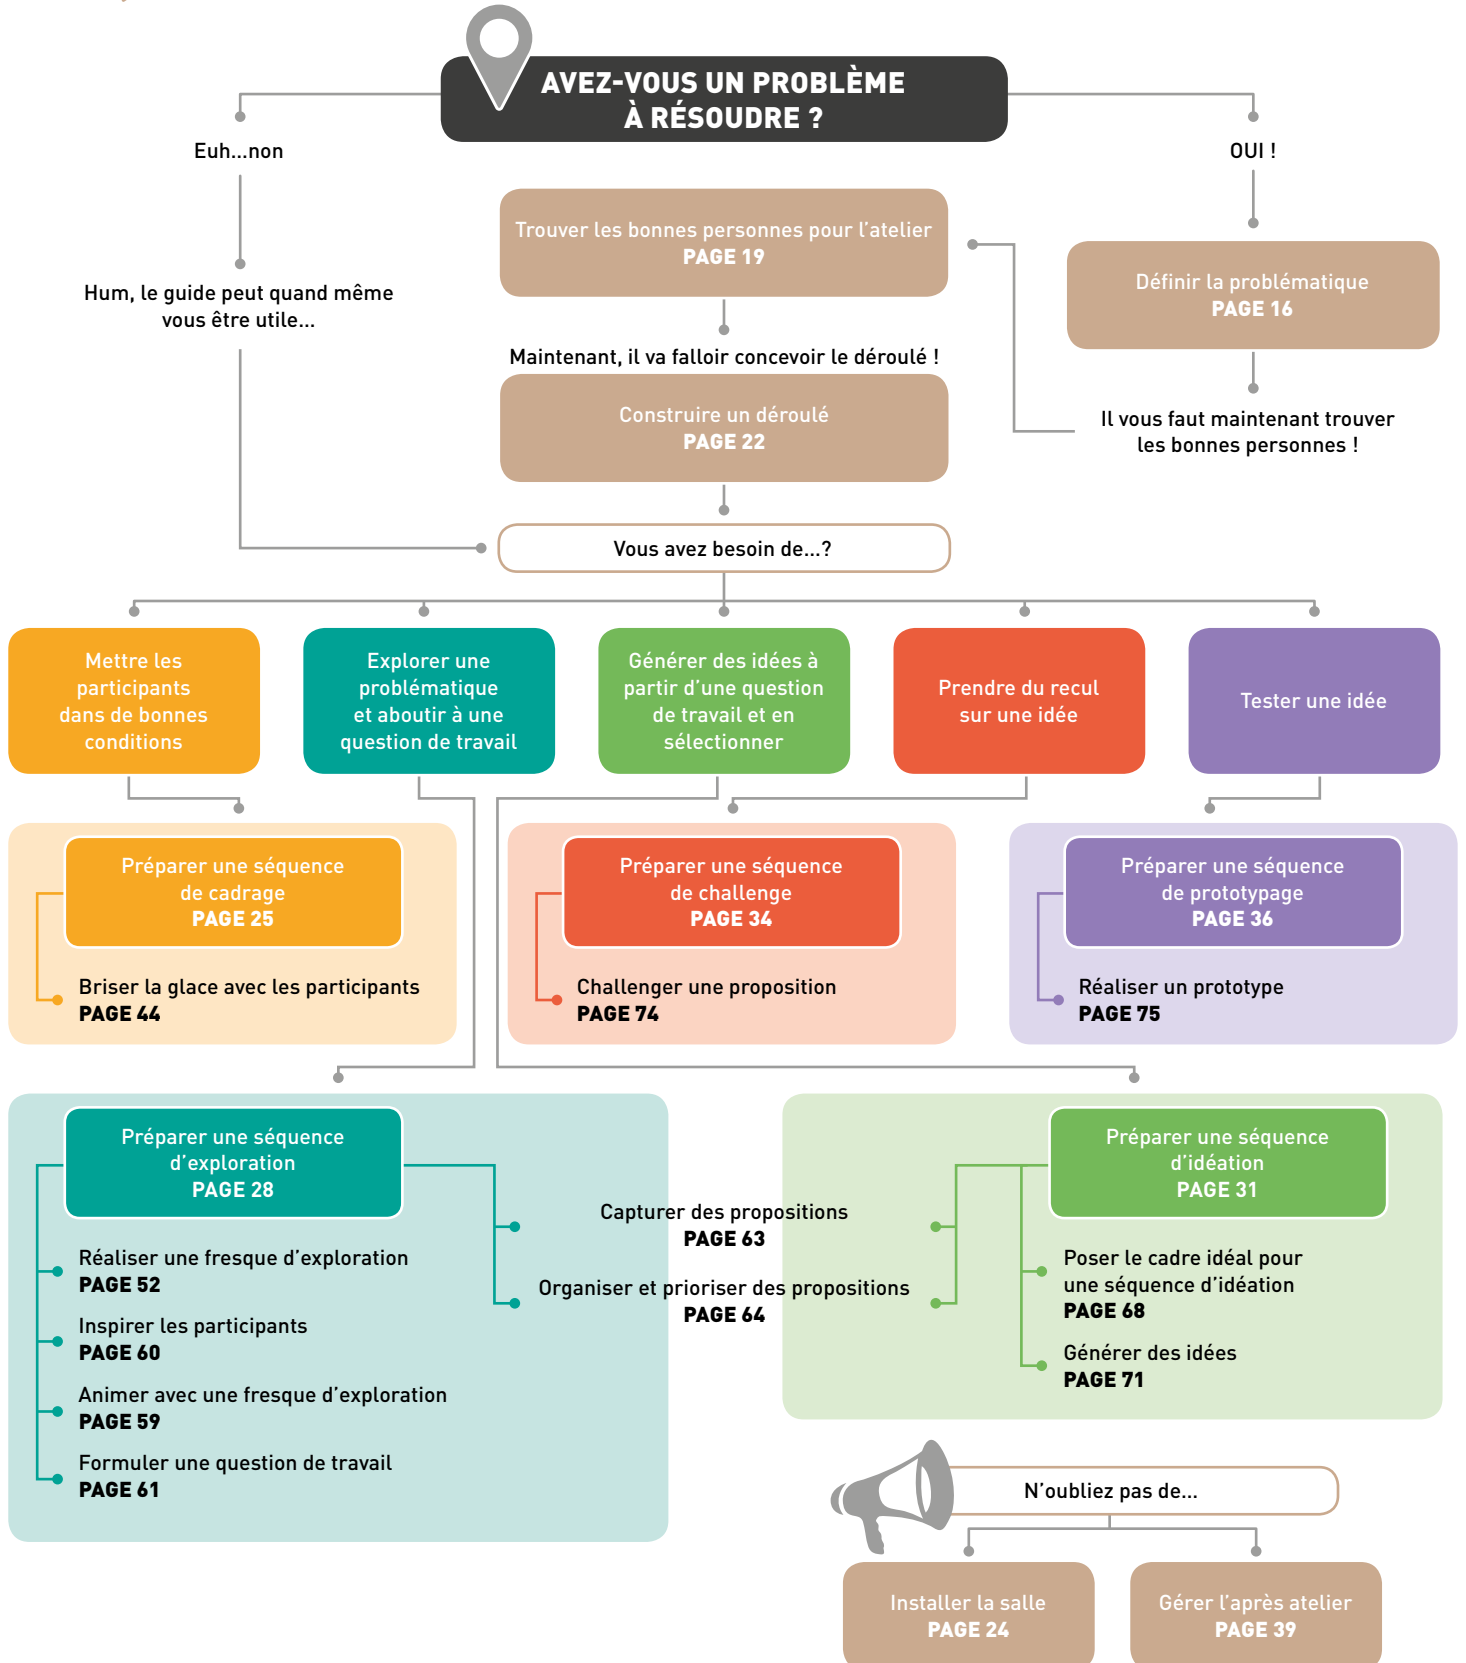 AVEZ-VOUS UN PROBLÈME
À RÉSOUDRE ?
Euh...non
OUI !
Trouver les bonnes personnes pour l'atelier
PAGE 19
Définir la problématique
PAGE 16
Hum, le guide peut quand même
vous être utile...
Maintenant, il va falloir concevoir le déroulé !
Construire un déroulé
PAGE 22
Il vous faut maintenant trouver
les bonnes personnes !
Vous avez besoin de...?
Mettre les
participants
dans de bonnes
conditions
Explorer une
problématique
et aboutir à une
question de travail
Générer des idées à
partir d'une question
de travail et en
sélectionner
Prendre du recul
sur une idée
Tester une idée
Préparer une séquence
de cadrage
PAGE 25
Briser la glace avec les participants
PAGE 44
Préparer une séquence
de challenge
PAGE 34
Challenger une proposition
PAGE 74
Préparer une séquence
de prototypage
PAGE 36
Réaliser un prototype
PAGE 75
Préparer une séquence
d'exploration
PAGE 28
Réaliser une fresque d'exploration
PAGE 52
Inspirer les participants
PAGE 60
Animer avec une fresque d'exploration
PAGE 59
Formuler une question de travail
PAGE 61
Capturer des propositions
PAGE 63
Organiser et prioriser des propositions
PAGE 64
Préparer une séquence
d'idéation
PAGE 31
Poser le cadre idéal pour
une séquence d'idéation
PAGE 68
Générer des idées
PAGE 71
N'oubliez pas de...
Installer la salle
PAGE 24
Gérer l'après atelier
PAGE 39